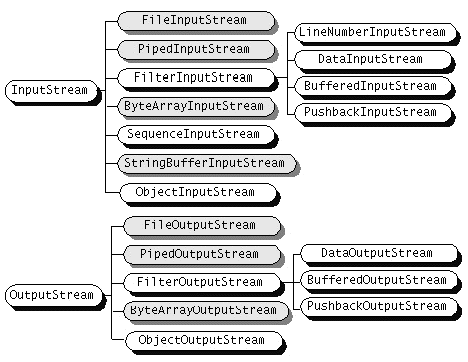 InputStream
FileInputStream
PipedInputStream
FilterInputStream
LineNumberInputStream
DataInputStream
BufferedInputStream
PushbackInputStream
ByteArrayInputStream
SequenceInputStream
StringBufferInputStream
ObjectInputStream
OutputStream
FileOutputStream
PipedOutputStream
FilterOutputStream
DataOutputStream
BufferedOutputStream
PushbackOutputStream
ByteArrayOutputStream
ObjectOutputStream